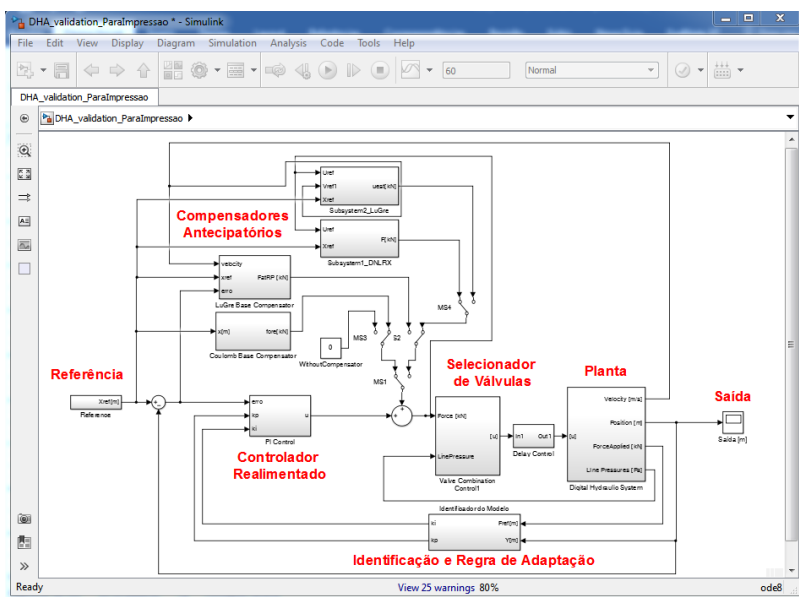 DHA_validation_ParaImpressao * - Simulink
File Edit View Display Diagram Simulation Analysis Code Tools Help
60
Normal
DHA_validation_ParaImpressao
DHA_validation_ParaImpressao
Compensadores
Antecipatórios
Uref
Vref1
Xref
uest[kN]
Subsystem2_LuGre
Uref
Xref
F[kN]
Subsystem1_DNLRX
velocity
xref
erro
FatRP [kN]
LuGre Base Compensator
x[m]
fore[kN]
Coulomb Base Compensator
0
WithoutCompensator
MS3
S2
MS4
MS1
Referência
Xref[m]
Reference
erro
kp
ki
u
PI Control
Controlador
Realimentado
Selecionador
de Válvulas
Force [kN]
LinePressure
[u]
Valve Combination
Control1
In1
Out1
Delay Control
Planta
[u]
Velocity [m/s]
Position [m]
ForceApplied [kN]
Line Pressures [Pa]
Digital Hydraulic System
Saída
Saída [m]
Identificador do Modelo
ki
kp
Pref[m]
Y[m]
Identificação e Regra de Adaptação
Ready
View 25 warnings
80%
ode8